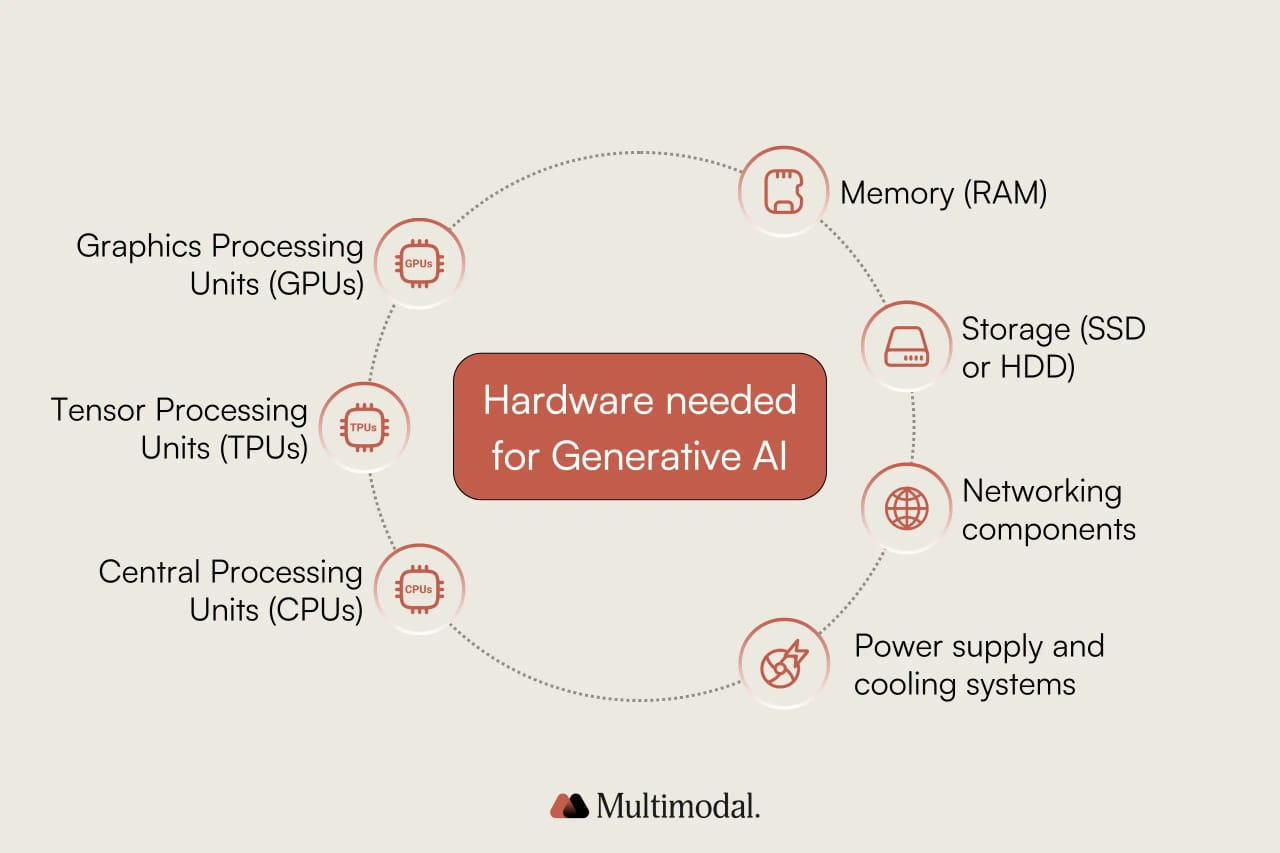 Memory (RAM)
Graphics Processing
Units (GPUs)
GPUs
Storage (SSD
or HDD)
Hardware needed
for Generative AI
Tensor Processing
Units (TPUs)
TPUs
Networking
components
Central Processing
Units (CPUs)
CPUs
Power supply and
cooling systems
Multimodal.